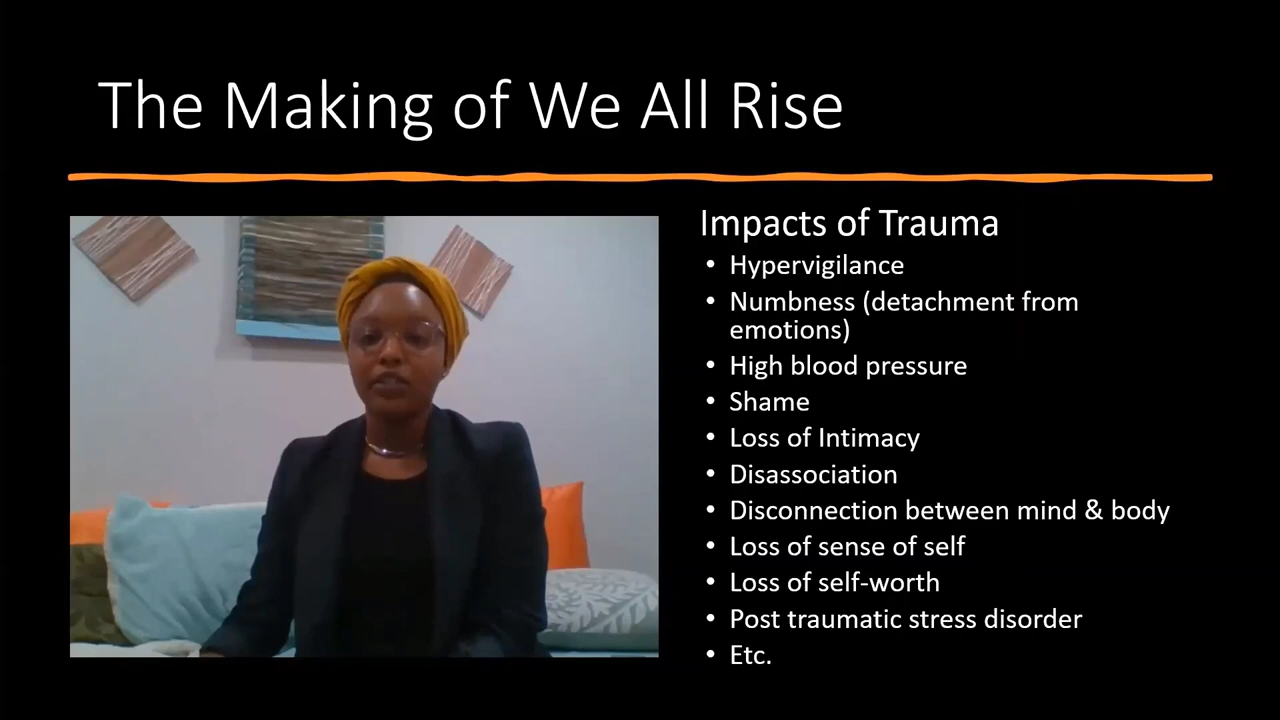 The Making of We All Rise
Impacts of Trauma
• Hypervigilance
• Numbness (detachment from
emotions)
• High blood pressure
• Shame
• Loss of Intimacy
• Disassociation
• Disconnection between mind & body
• Loss of sense of self
• Loss of self-worth
• Post traumatic stress disorder
• Etc.